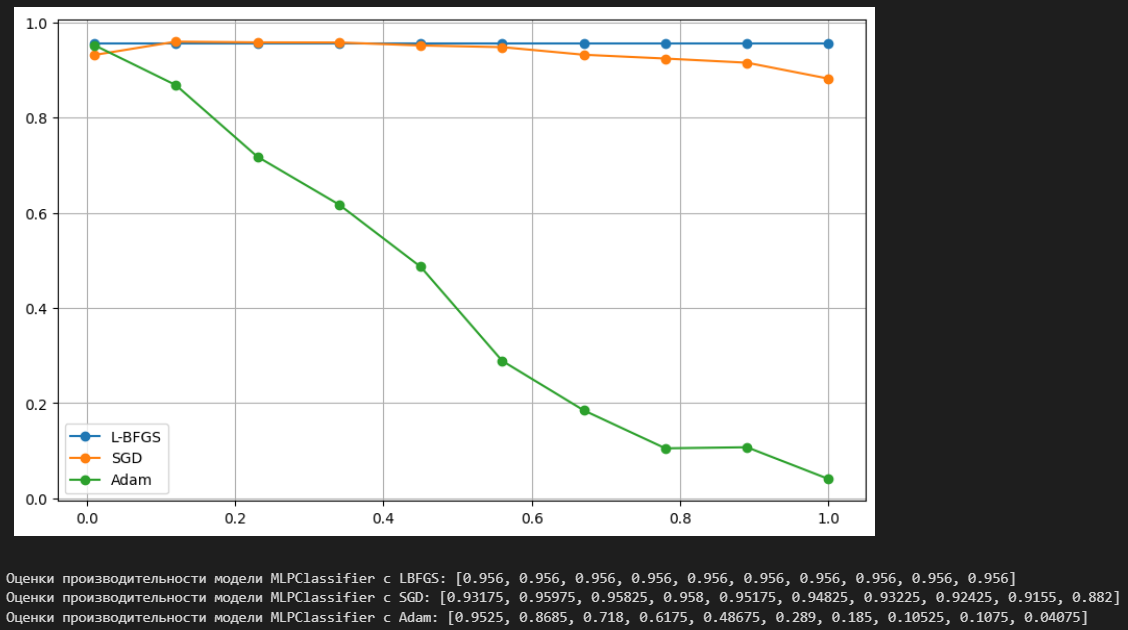 1.0
0.8
0.6
0.4
0.2
0.0
L-BFGS
SGD
Adam
0.0 0.2 0.4 0.6 0.8 1.0
Оценки производительности модели MLPClassifier с LBFGS: [0.956, 0.956, 0.956, 0.956, 0.956, 0.956, 0.956, 0.956, 0.956, 0.956]
Оценки производительности модели MLPClassifier с SGD: [0.93175, 0.95975, 0.95825, 0.958, 0.95175, 0.94825, 0.93225, 0.92425, 0.9155, 0.882]
Оценки производительности модели MLPClassifier с Adam: [0.9525, 0.8685, 0.718, 0.6175, 0.48675, 0.289, 0.185, 0.10525, 0.1075, 0.04075]